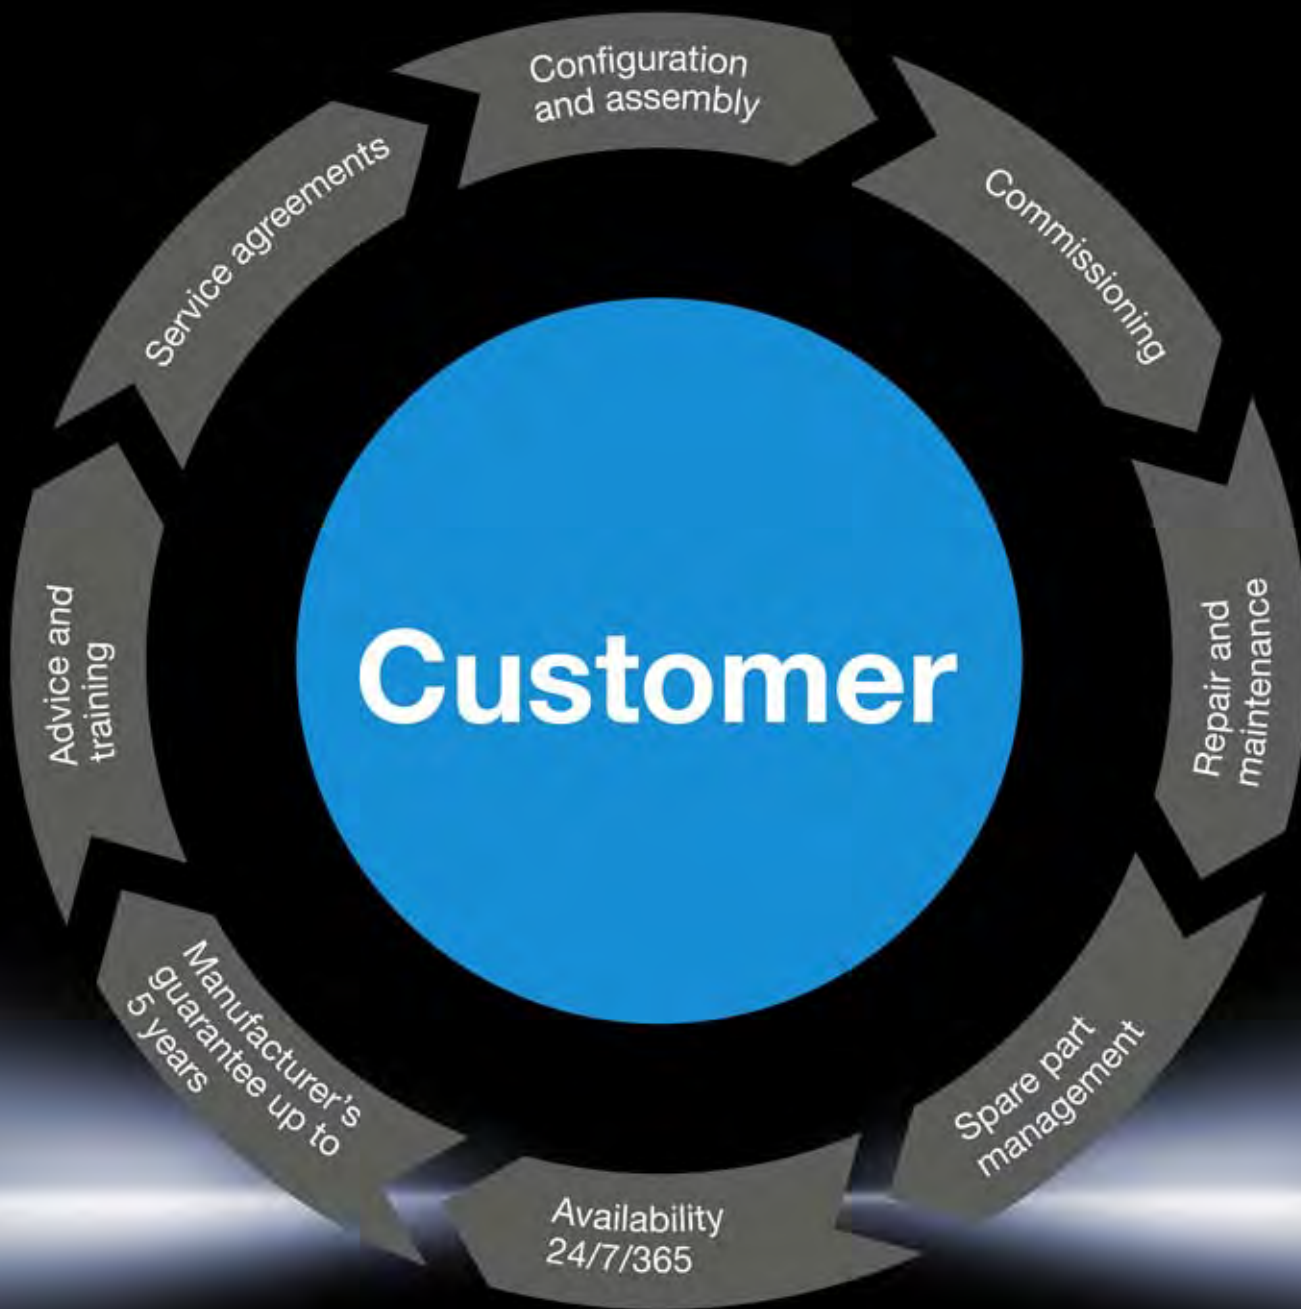 Configuration
and assembly
Commissioning
Repair and
maintenance
Spare part
management
Availability
24/7/365
Manufacturer's
guarantee up to
5 years
Advice and
training
Service agreements
Customer